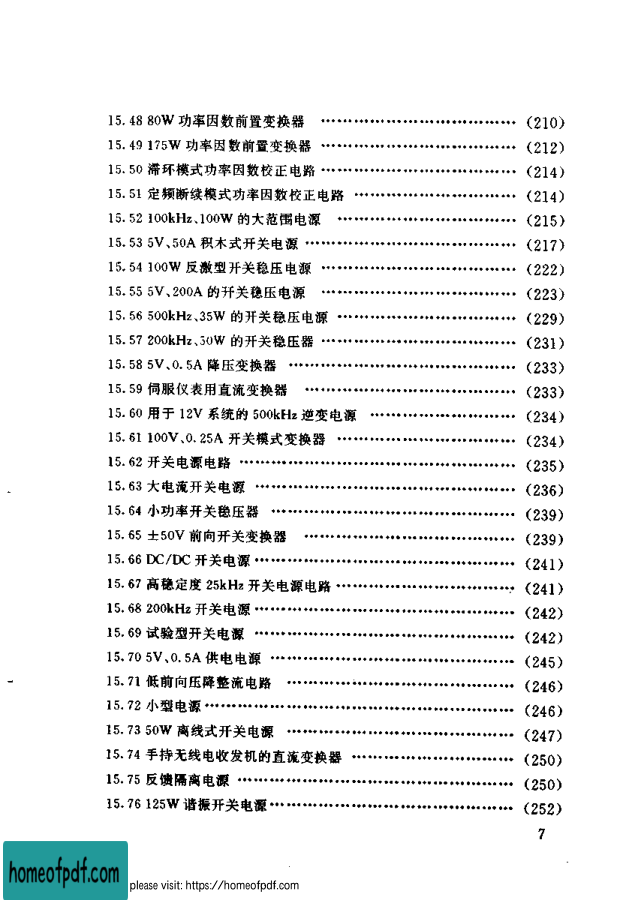 15.48 80W 功率因数前置变换器 ……………………………… (210)
15.49 175W 功率因数前置变换器 ……………………………… (212)
15.50 滞环模式功率因数校正电路 ……………………………… (214)
15.51 定频断续模式功率因数校正电路 ………………………… (214)
15.52 100kHz、100W 的大范围电源 …………………………… (215)
15.53 5V、50A 积木式开关电源 ………………………………… (217)
15.54 100W 反激型开关稳压电源 ……………………………… (222)
15.55 5V、200A 的开关稳压电源 ……………………………… (223)
15.56 500kHz、35W 的开关稳压电源 …………………………… (229)
15.57 200kHz、50W 的开关稳压器 ……………………………… (231)
15.58 5V、0.5A 降压变换器 …………………………………… (233)
15.59 伺服仪表用直流变换器 ………………………………… (233)
15.60 用于 12V 系统的 500kHz 逆变电源 ……………………… (234)
15.61 100V、0.25A 开关模式变换器 …………………………… (234)
15.62 开关电源电路 …………………………………………… (235)
15.63 大电流开关电源 ………………………………………… (236)
15.64 小功率开关稳压器 ……………………………………… (239)
15.65 ±50V 前向开关变换器 ………………………………… (239)
15.66 DC/DC 开关电源 ………………………………………… (241)
15.67 高稳定度 25kHz 开关电源电路 ………………………… (241)
15.68 200kHz 开关电源 ………………………………………… (242)
15.69 试验型开关电源 ………………………………………… (242)
15.70 5V、0.5A 供电电源 ……………………………………… (245)
15.71 低前向压降整流电路 …………………………………… (246)
15.72 小型电源 ………………………………………………… (246)
15.73 50W 离线式开关电源 …………………………………… (247)
15.74 手持无线电收发机的直流变换器 ……………………… (250)
15.75 反馈隔离电源 …………………………………………… (250)
15.76 125W 谐振开关电源 ……………………………………… (252)
7
homeofpdf.com
please visit: https://homeofpdf.com